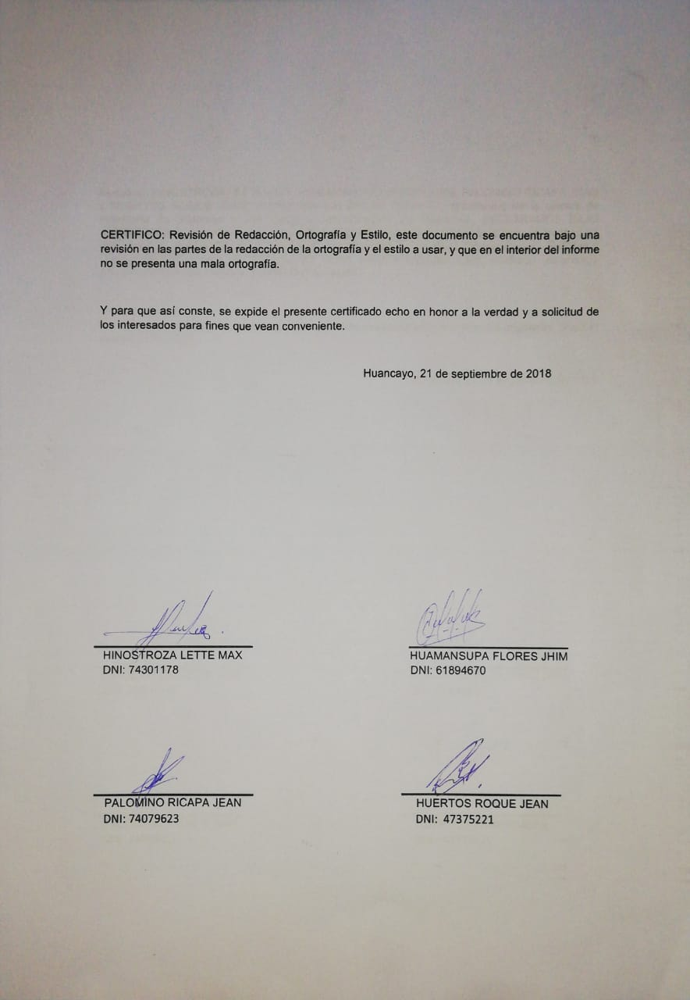 CERTIFICO: Revisión de Redacción, Ortografía y Estilo, este documento se encuentra bajo una
revisión en las partes de la redacción de la ortografía y el estilo a usar, y que en el interior del informe
no se presenta una mala ortografía.
Y para que así conste, se expide el presente certificado echo en honor a la verdad y a solicitud de
los interesados para fines que vean conveniente.
Huancayo, 21 de septiembre de 2018
HINOSTROZA LETTE MAX
DNI: 74301178
HUAMANSUPA FLORES JHIM
DNI: 61894670
PALOMINO RICAPA JEAN
DNI: 74079623
HUERTOS ROQUE JEAN
DNI: 47375221